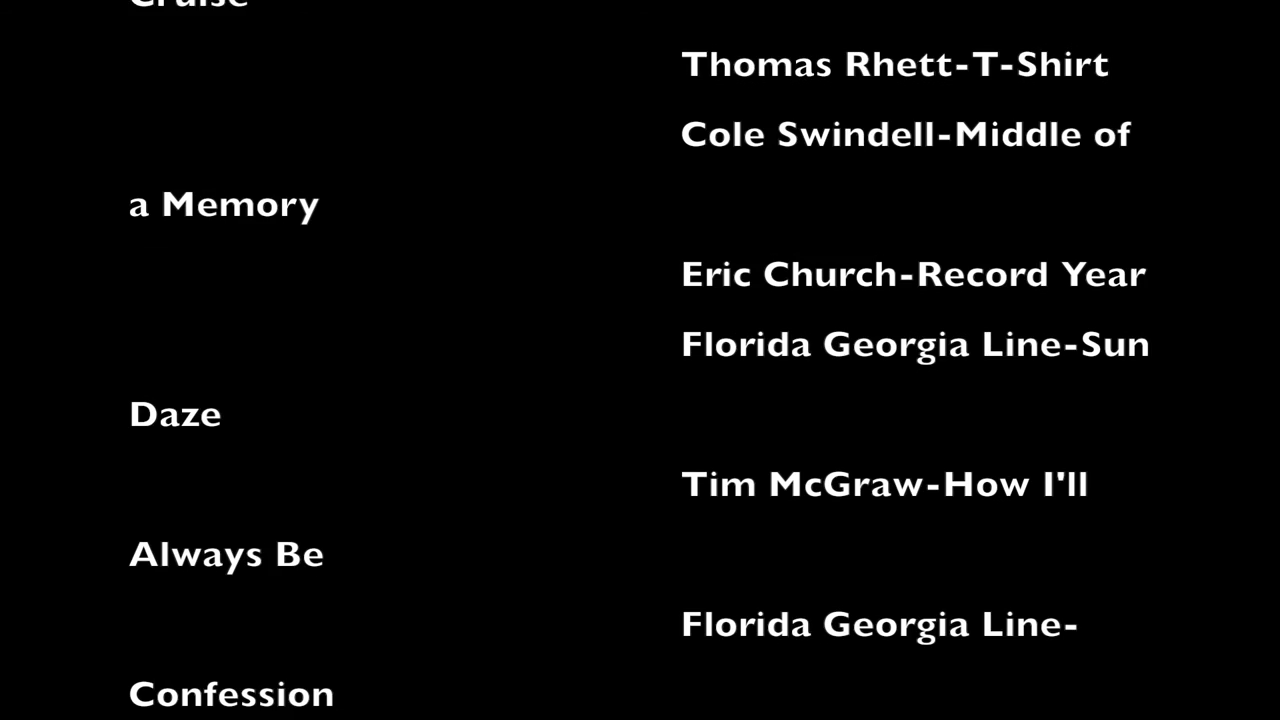 Cruise
Thomas Rhett-T-Shirt
Cole Swindell-Middle of
a Memory
Eric Church-Record Year
Florida Georgia Line-Sun
Daze
Tim McGraw-How I'll
Always Be
Florida Georgia Line-
Confession